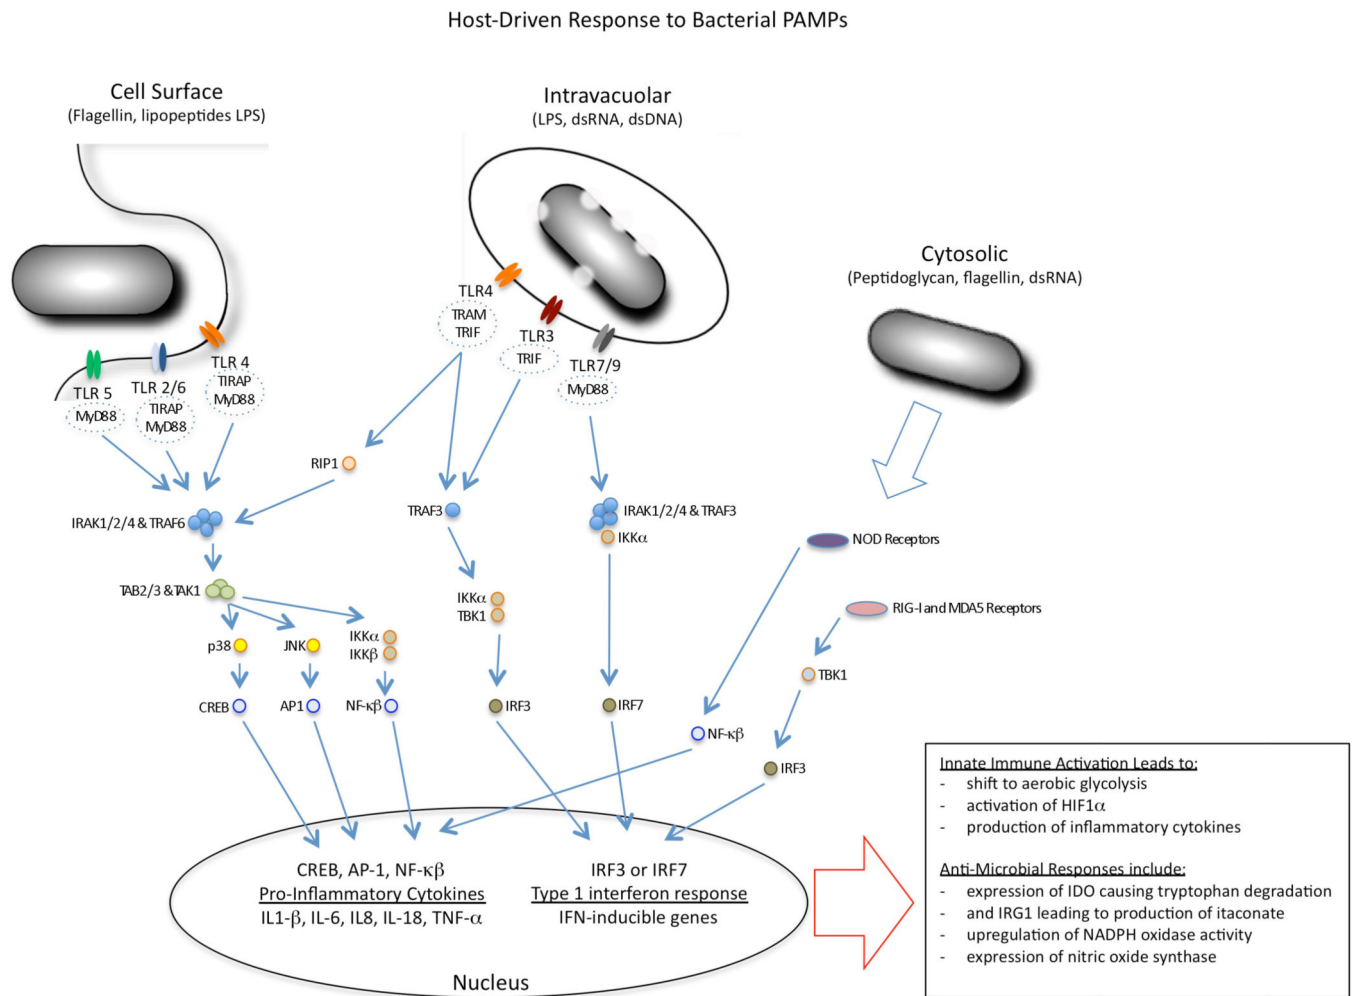 Host-Driven Response to Bacterial PAMPs
Cell Surface
(Flagellin, lipopeptides LPS)
Intravacuolar
(LPS, dsRNA, dsDNA)
Cytosolic
(Peptidoglycan, flagellin, dsRNA)
TLR 5
MyD88
TLR 2/6
TIRAP
MyD88
TLR 4
TIRAP
MyD88
TLR4
TRAM
TRIF
TLR3
TRIF
TLR7/9
MyD88
RIP1
IRAK1/2/4 & TRAF6
TRAF3
IRAK1/2/4 & TRAF3
IKKα
NOD Receptors
TAB2/3 & TAK1
IKKα
TBK1
RIG-I and MDA5 Receptors
p38
JNK
IKKα
IKKβ
TBK1
CREB
AP1
NF-κβ
IRF3
IRF7
NF-κβ
IRF3
CREB, AP-1, NF-κβ
Pro-Inflammatory Cytokines
IL1-β, IL-6, IL8, IL-18, TNF-α
IRF3 or IRF7
Type 1 interferon response
IFN-inducible genes
Nucleus
Innate Immune Activation Leads to:
- shift to aerobic glycolysis
- activation of HIF1α
- production of inflammatory cytokines
Anti-Microbial Responses include:
- expression of IDO causing tryptophan degradation
- and IRG1 leading to production of itaconate
- upregulation of NADPH oxidase activity
- expression of nitric oxide synthase